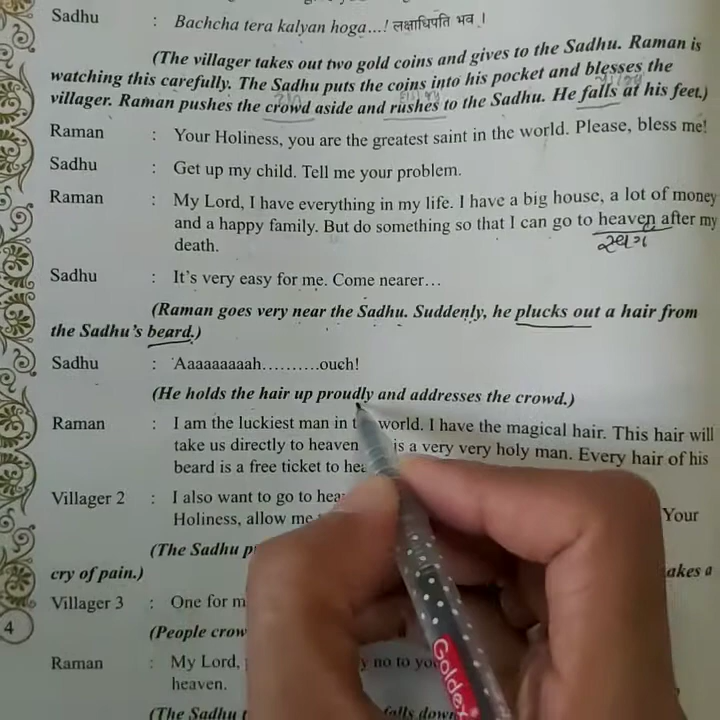 Sadhu : Bachcha tera kalyan hoga...! लक्षाधिपति भव ।
(The villager takes out two gold coins and gives to the Sadhu. Raman is
watching this carefully. The Sadhu puts the coins into his pocket and blesses the
villager. Raman pushes the crowd aside and rushes to the Sadhu. He falls at his feet.)
Raman : Your Holiness, you are the greatest saint in the world. Please, bless me!
Sadhu : Get up my child. Tell me your problem.
Raman : My Lord, I have everything in my life. I have a big house, a lot of money
and a happy family. But do something so that I can go to heaven after my
death.
Sadhu : It's very easy for me. Come nearer...
(Raman goes very near the Sadhu. Suddenly, he plucks out a hair from
the Sadhu's beard.)
Sadhu : Aaaaaaaaah..........ouch!
(He holds the hair up proudly and addresses the crowd.)
Raman : I am the luckiest man in world. I have the magical hair. This hair will
take us directly to heaven is a very very holy man. Every hair of his
beard is a free ticket to
Villager 2 : I also want to go to Your
Holiness, allow me
(The Sadhu
cry of pain.) a
Villager 3 : One for
(People
4
Raman : My Lord, no to
heaven.
(The Sadhu falls down
Goldex